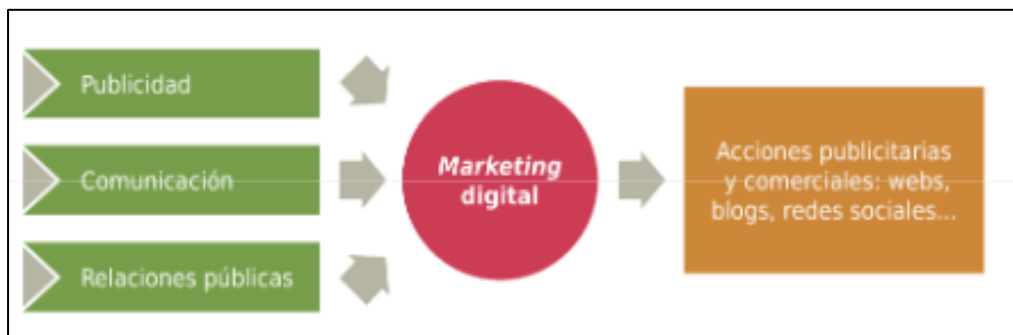 Publicidad
Comunicación
Relaciones públicas
Marketing
digital
Acciones publicitarias
y comerciales: webs,
blogs, redes sociales...